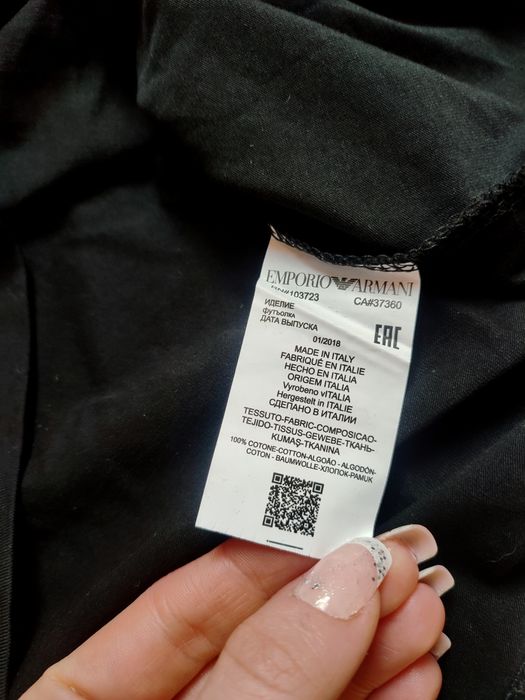 EMPORIO ARMANI
RN#103723 CA#37360
ИЗДЕЛИЕ
футболка
ДАТА ВЫПУСКА
01/2018
EAC
MADE IN ITALY
FABRIQUÉ EN ITALIE
HECHO EN ITALIA
ORIGEM ITALIA
Vyrobeno vITALIA
Hergestelt in ITALIE
СДЕЛАНО В ИТАЛИИ
TESSUTO-FABRIC-COMPOSICAO-
TEJIDO-TISSUS-GEWEBE-ТКАНЬ-
KUMAŞ-TKANINA
100% COTONE-COTTON-ALGOÃO - ALGODÓN-
COTON - BAUMWOLLE-ХЛОПОК-PAMUK